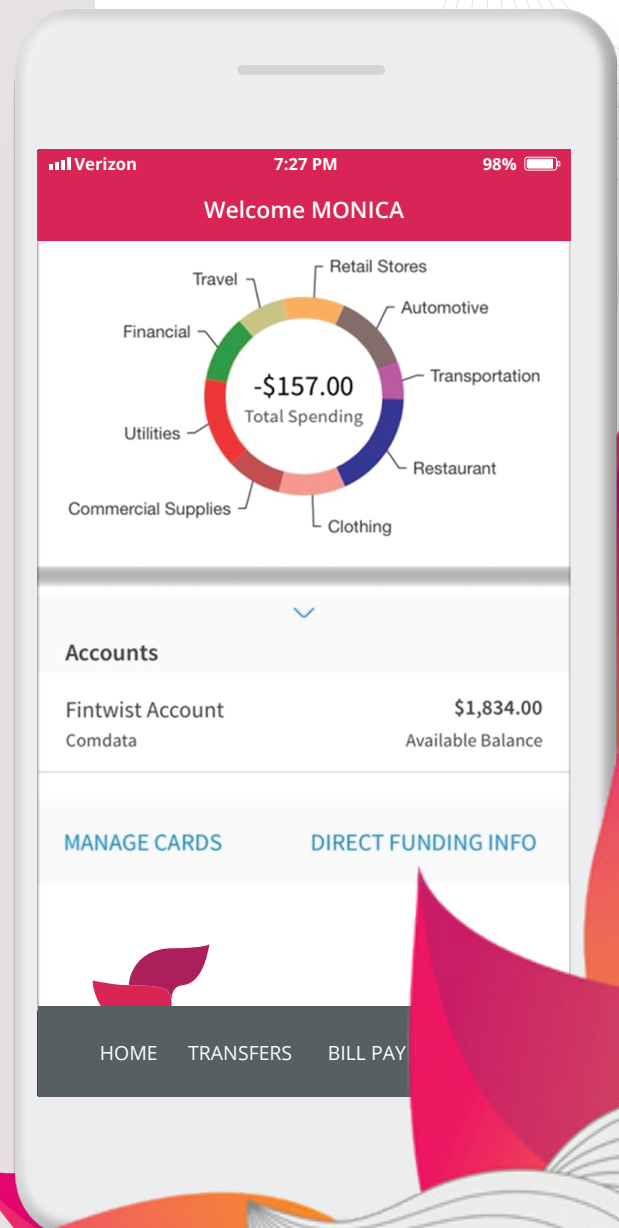 Verizon 7:27 PM 98%
Welcome MONICA
Retail Stores
Travel
Automotive
Financial
-$157.00
Transportation
Total Spending
Utilities
Restaurant
Commercial Supplies
Clothing
Accounts
Fintwist Account $1,834.00
Comdata Available Balance
MANAGE CARDS DIRECT FUNDING INFO
HOME TRANSFERS BILL PAY